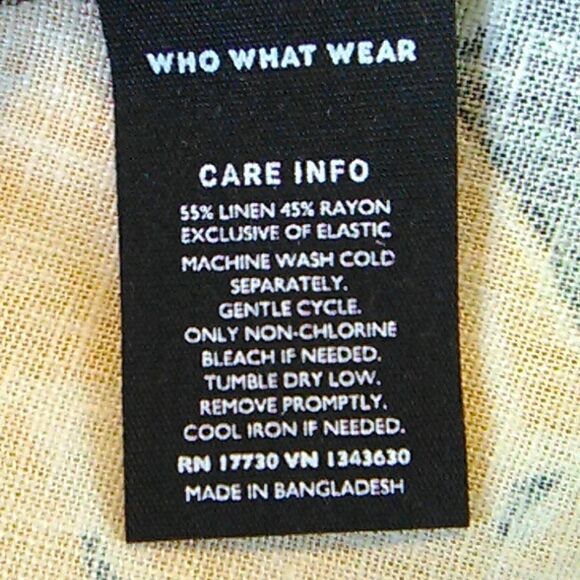 WHO WHAT WEAR
CARE INFO
55% LINEN 45% RAYON
EXCLUSIVE OF ELASTIC
MACHINE WASH COLD
SEPARATELY.
GENTLE CYCLE.
ONLY NON-CHLORINE
BLEACH IF NEEDED.
TUMBLE DRY LOW.
REMOVE PROMPTLY.
COOL IRON IF NEEDED.
RN 17730 VN 1343630
MADE IN BANGLADESH